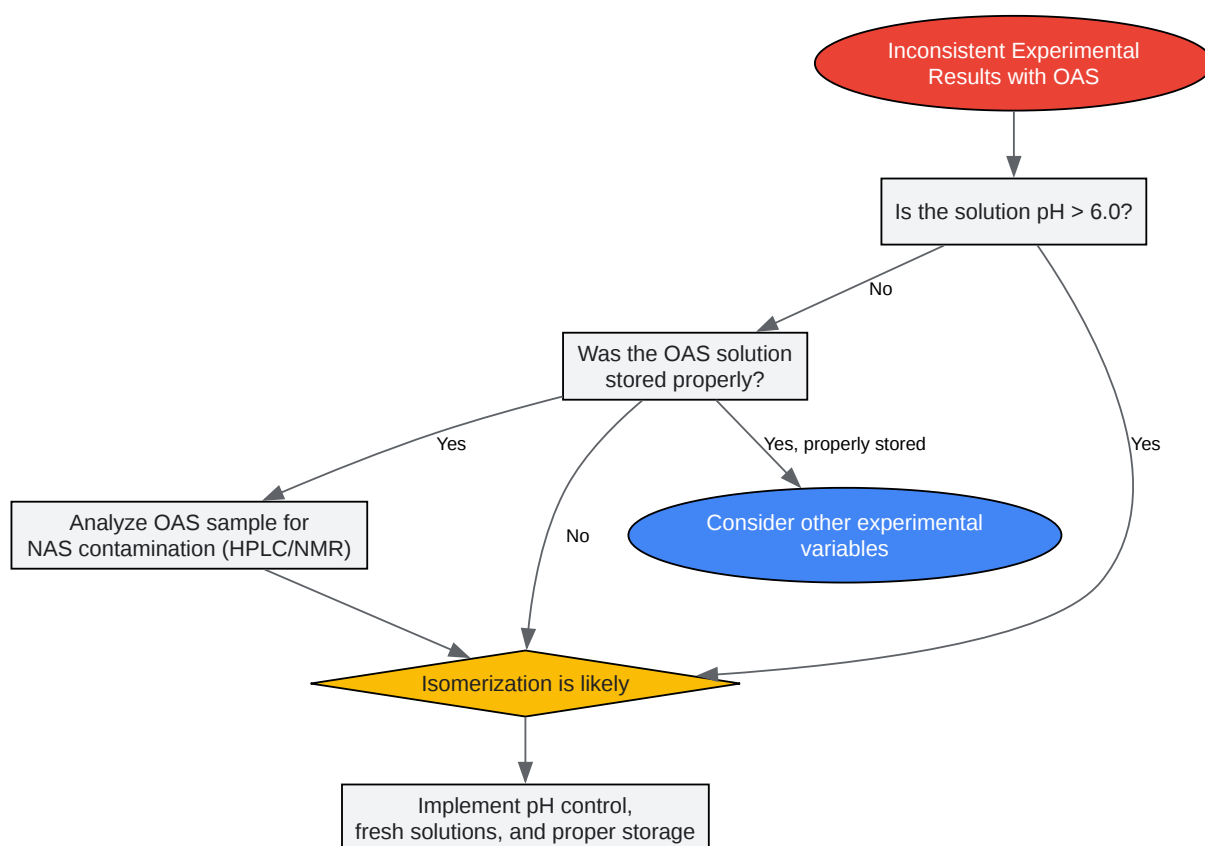 Inconsistent Experimental
Results with OAS
Is the solution pH > 6.0?
No
Was the OAS solution
stored properly?
Yes
Yes, properly stored
Yes
Analyze OAS sample for
NAS contamination (HPLC/NMR)
No
Consider other experimental
variables
Isomerization is likely
Implement pH control,
fresh solutions, and proper storage